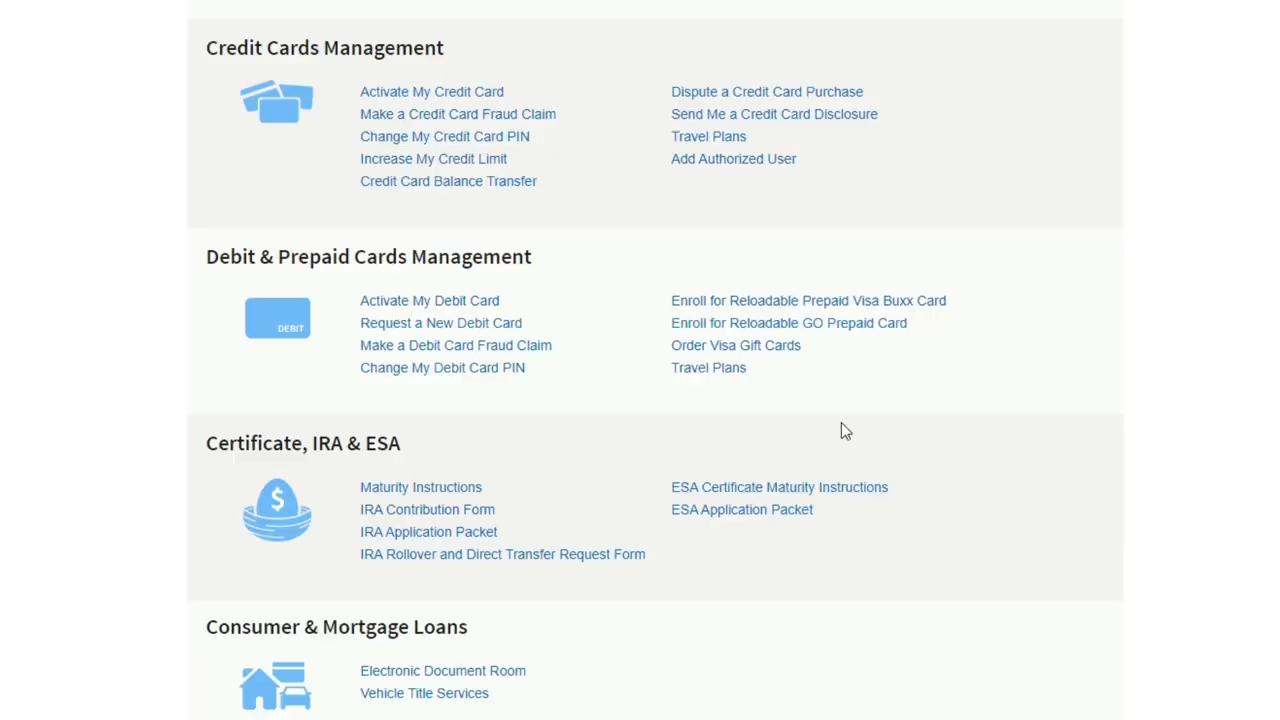 Credit Cards Management
Activate My Credit Card
Make a Credit Card Fraud Claim
Change My Credit Card PIN
Increase My Credit Limit
Credit Card Balance Transfer
Dispute a Credit Card Purchase
Send Me a Credit Card Disclosure
Travel Plans
Add Authorized User
Debit & Prepaid Cards Management
DEBIT
Activate My Debit Card
Request a New Debit Card
Make a Debit Card Fraud Claim
Change My Debit Card PIN
Enroll for Reloadable Prepaid Visa Buxx Card
Enroll for Reloadable GO Prepaid Card
Order Visa Gift Cards
Travel Plans
Certificate, IRA & ESA
$
Maturity Instructions
IRA Contribution Form
IRA Application Packet
IRA Rollover and Direct Transfer Request Form
ESA Certificate Maturity Instructions
ESA Application Packet
Consumer & Mortgage Loans
Electronic Document Room
Vehicle Title Services